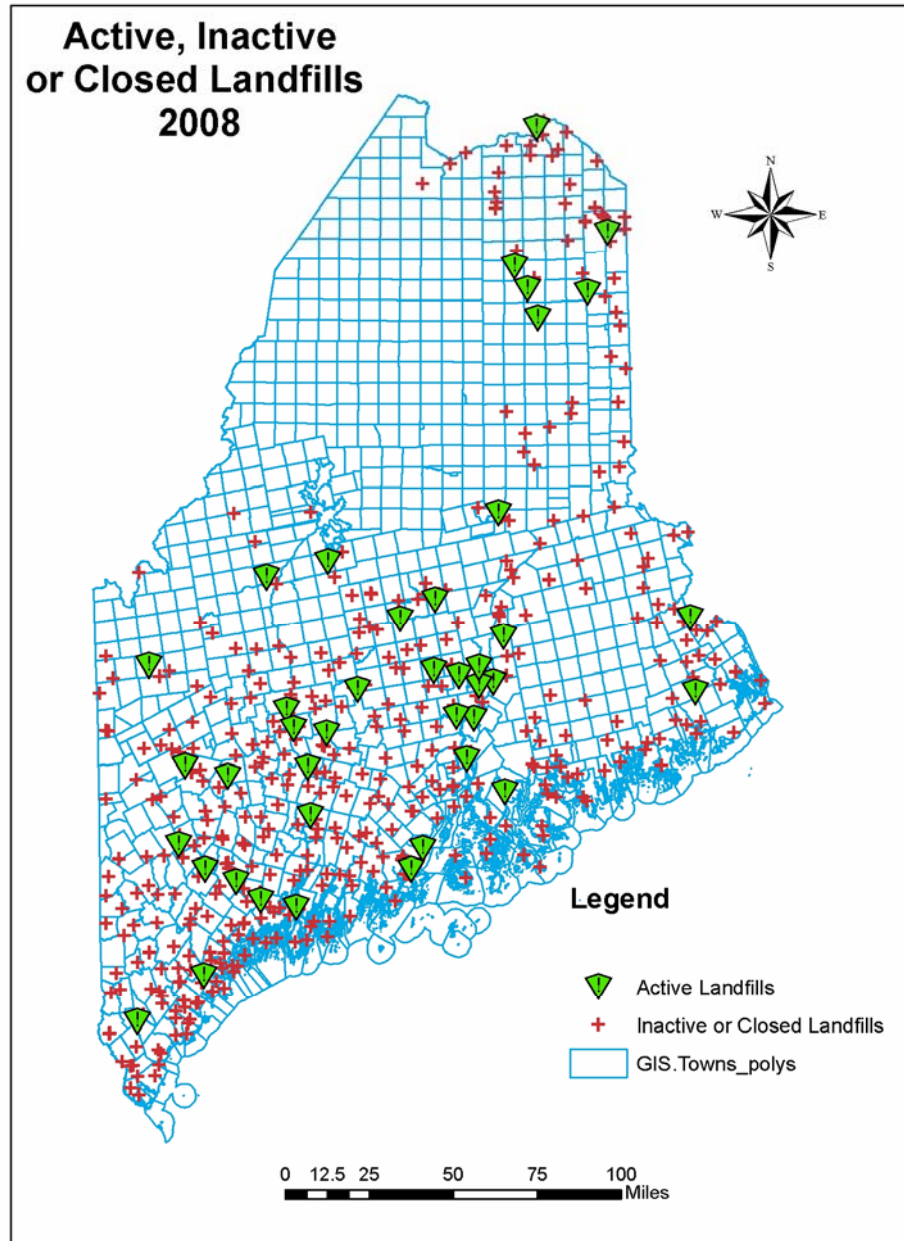 Active, Inactive
or Closed Landfills
2008
N
W
E
S
Legend
Active Landfills
Inactive or Closed Landfills
GIS.Towns_polys
0 12.5 25 50 75 100
Miles